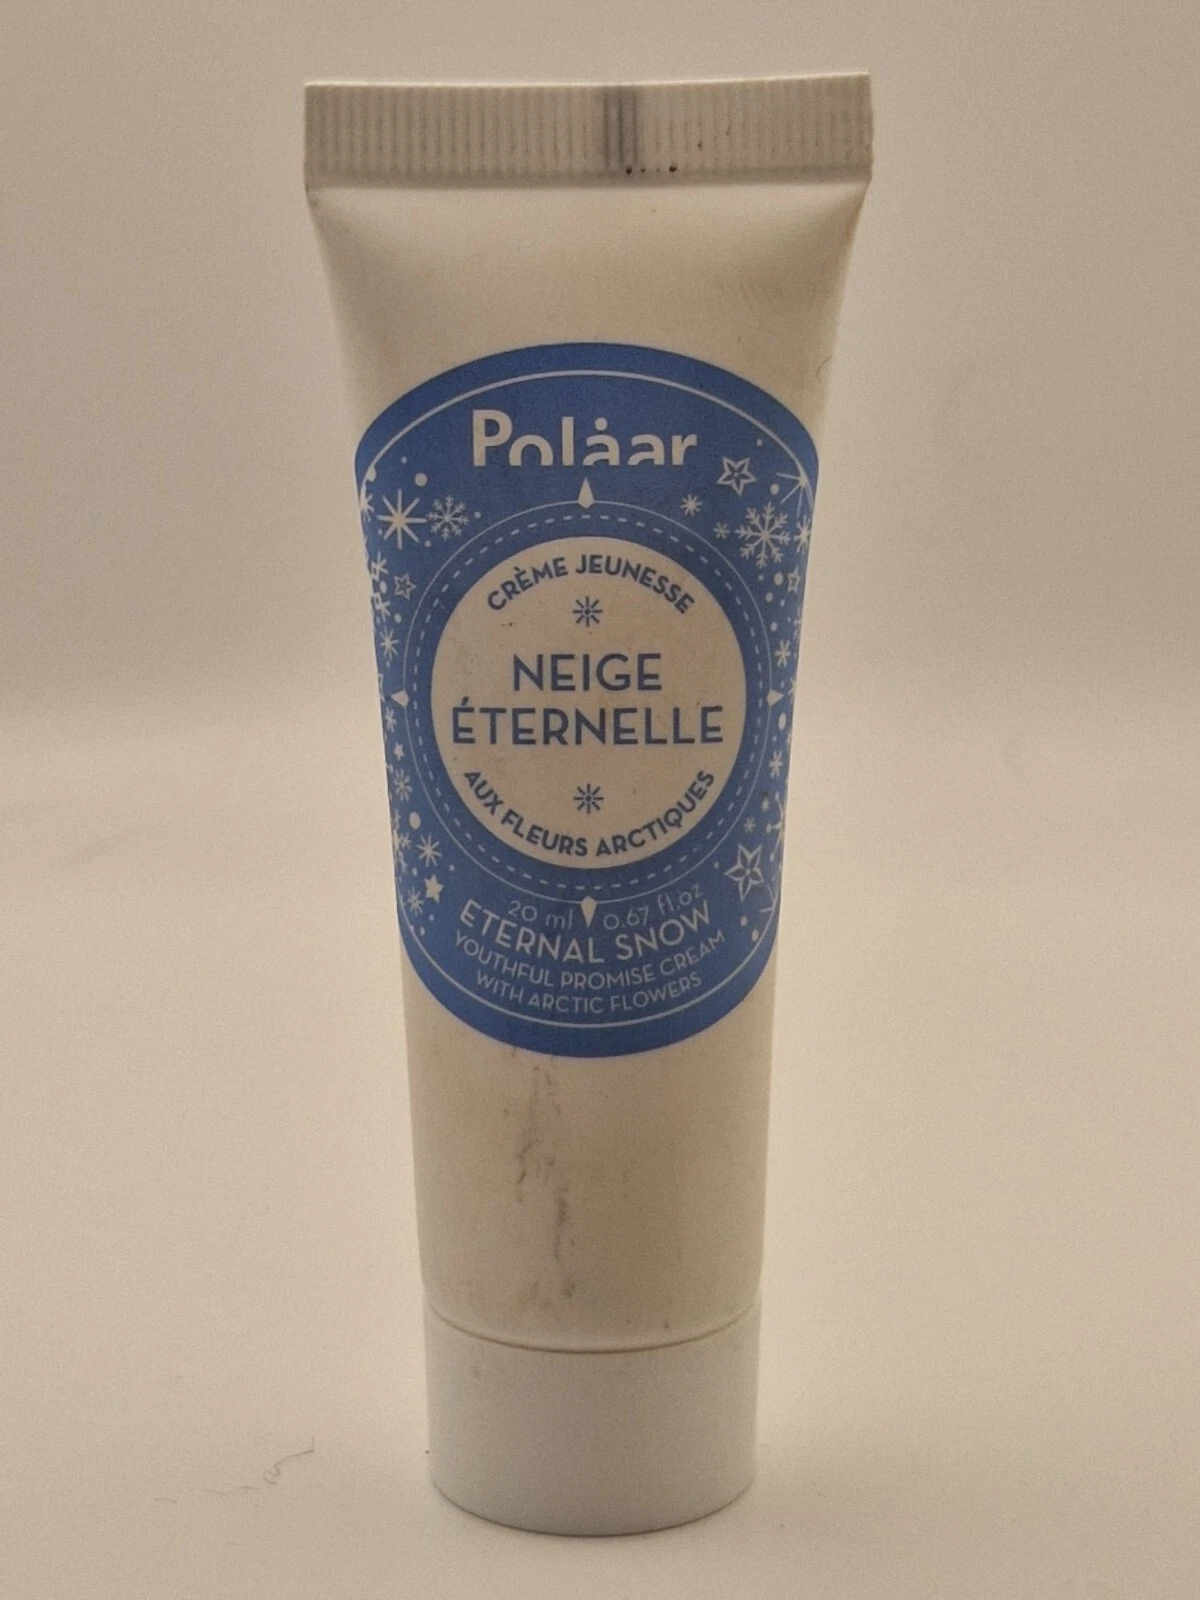 Polåar
CRÈME JEUNESSE
NEIGE
ÉTERNELLE
AUX FLEURS ARCTIQUES
20 ml 0.67 fl.oz
ETERNAL SNOW
YOUTHFUL PROMISE CREAM
WITH ARCTIC FLOWERS